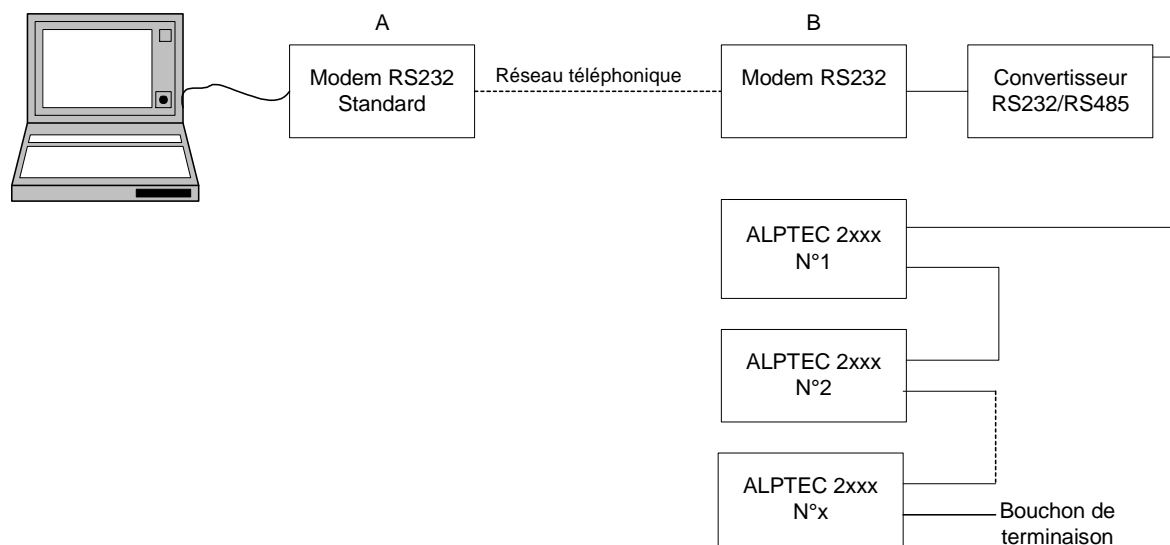 A
B
Modem RS232
Standard
Réseau téléphonique
Modem RS232
Convertisseur
RS232/RS485
ALPTEC 2xxx
N°1
ALPTEC 2xxx
N°2
ALPTEC 2xxx
N°x
Bouchon de
terminaison